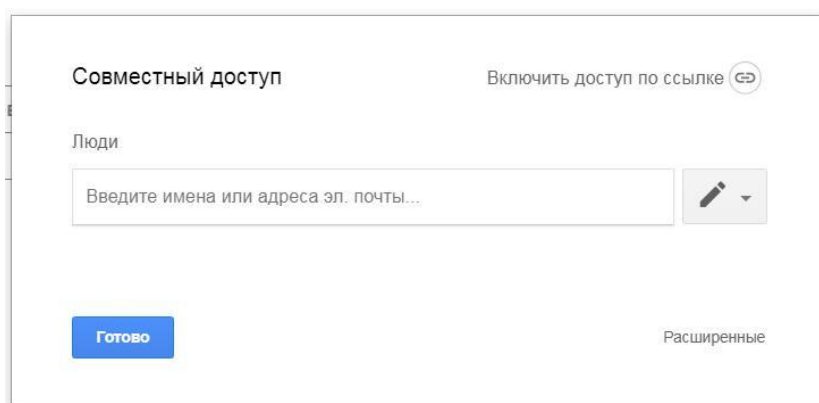 Совместный доступ
Включить доступ по ссылке
Люди
Введите имена или адреса эл. почты...
Готово
Расширенные